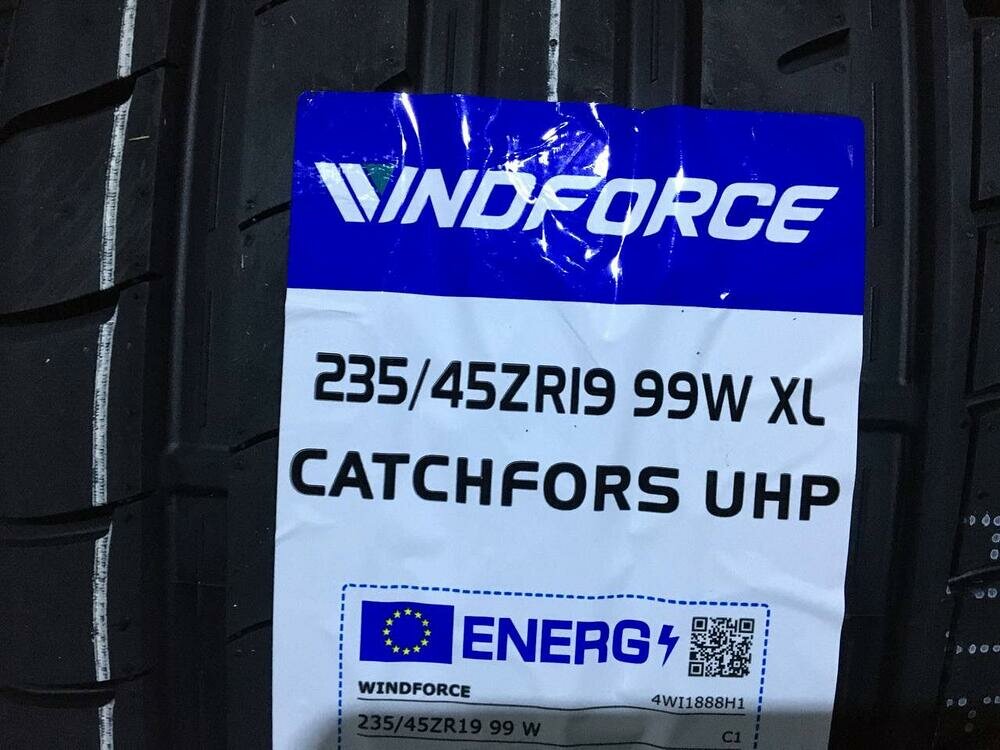 WINDFORCE
235/45ZR19 99W XL
CATCHFORS UHP
ENERG
WINDFORCE 4WI1888H1
235/45ZR19 99 W C1